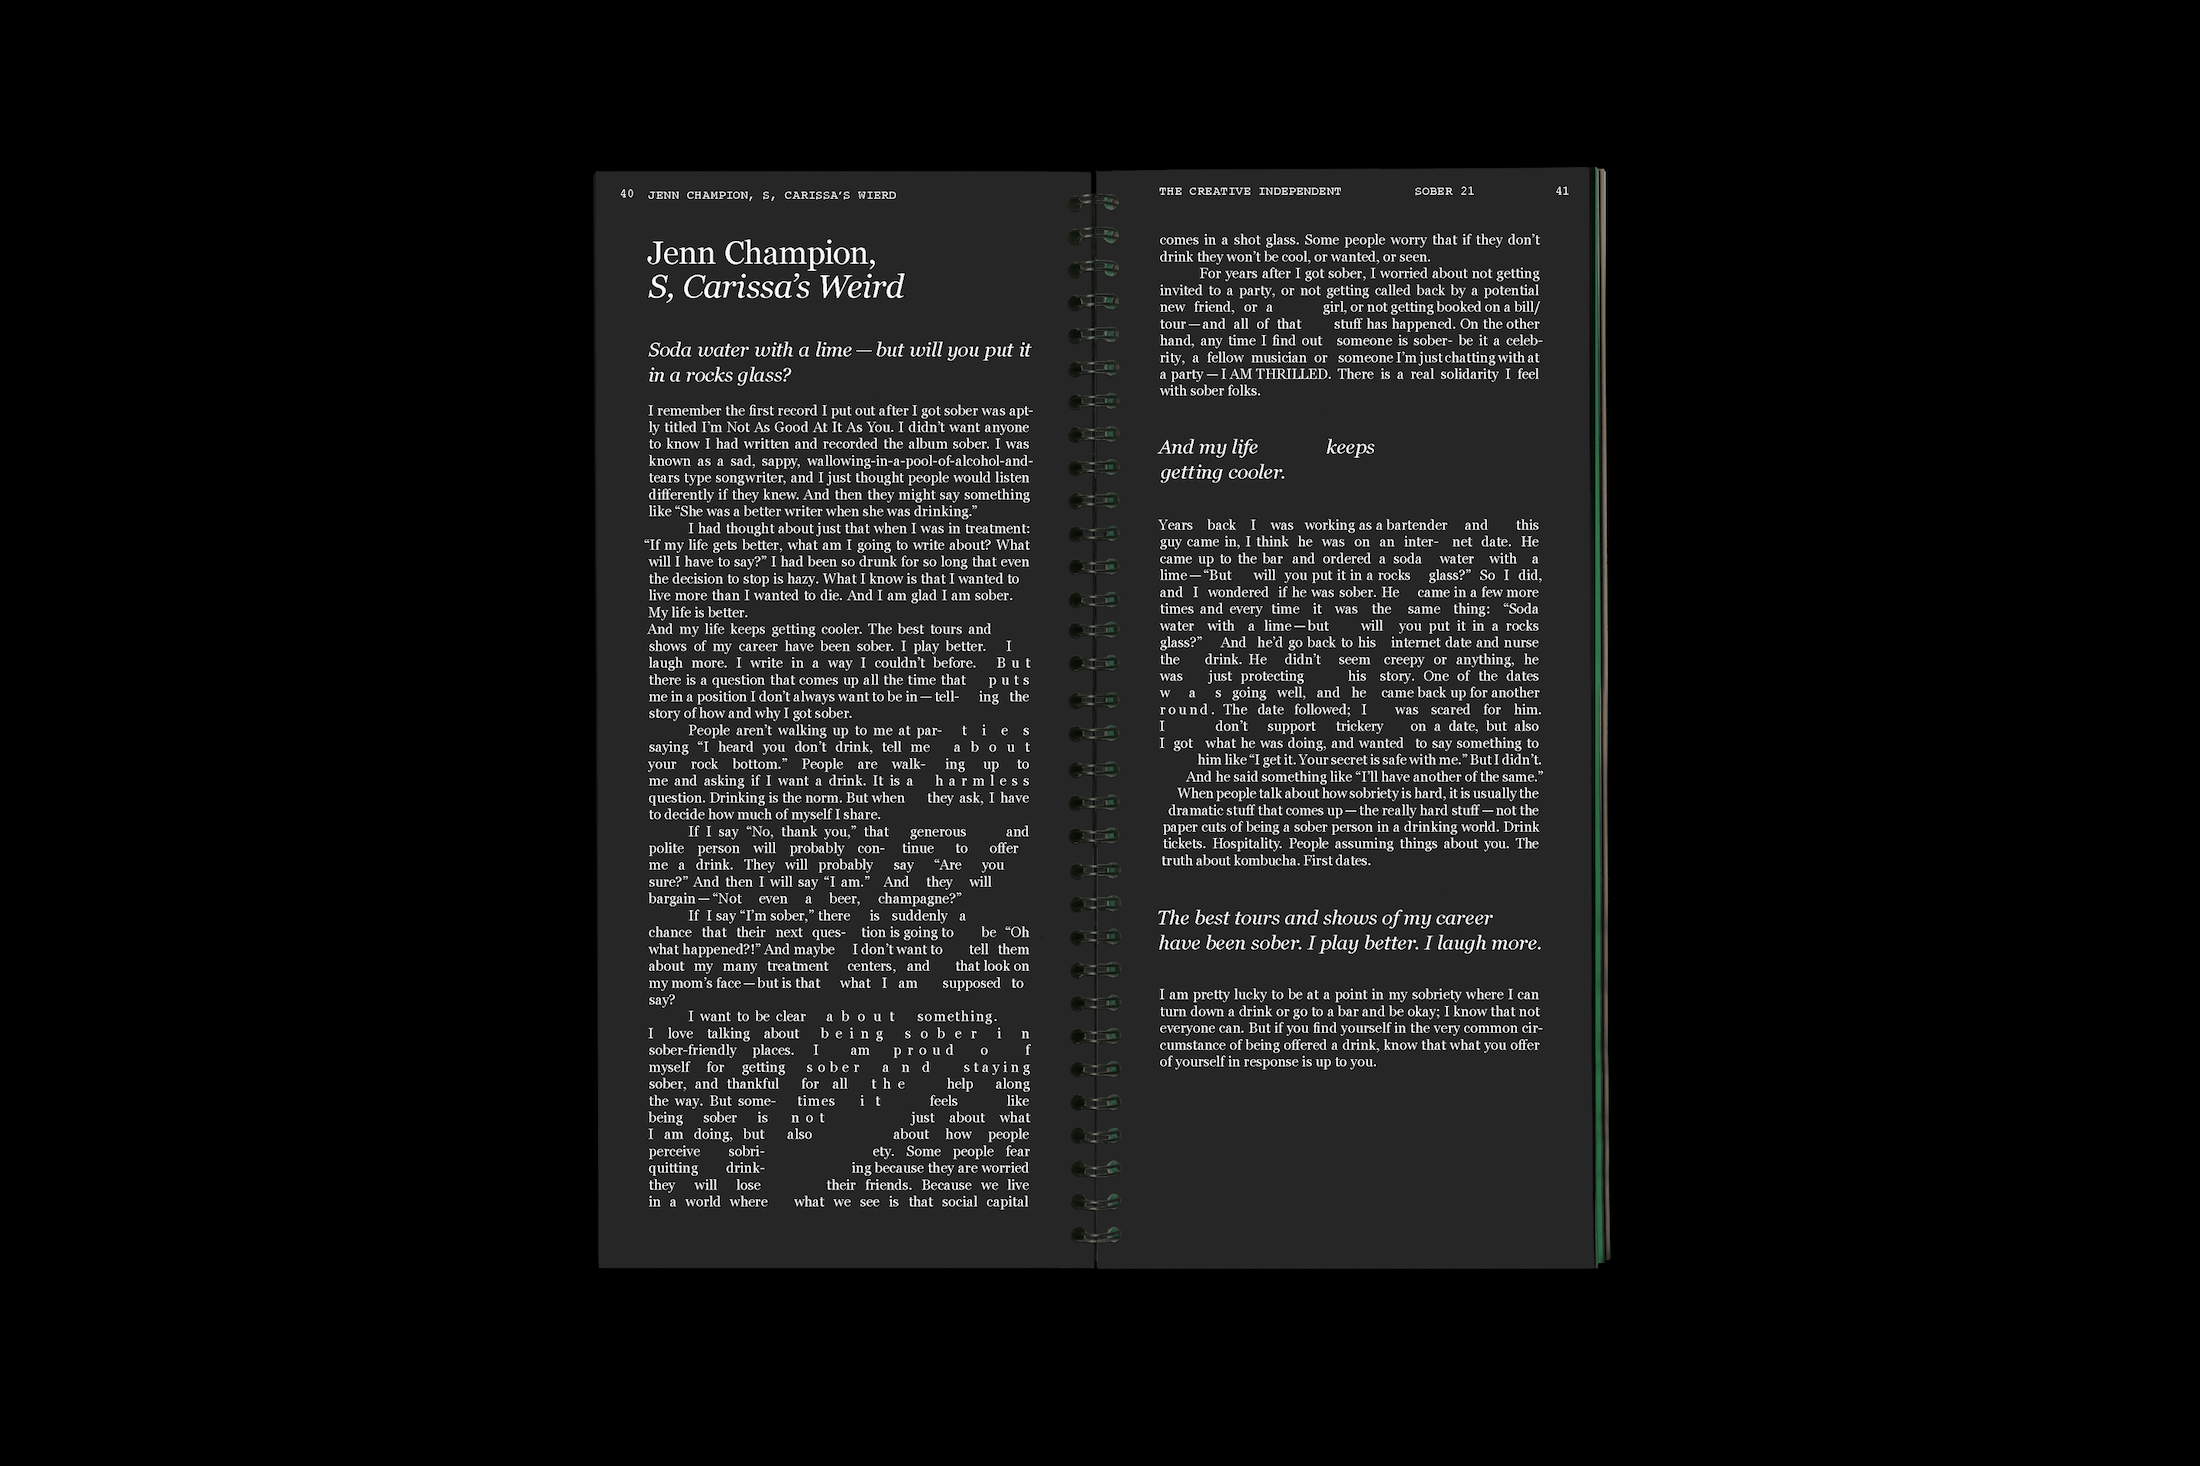 40 JENN CHAMPION, S, CARISSA’S WIERD
Jenn Champion,
S, Carissa’s Weird
Soda water with a lime — but will you put it
in a rocks glass?
I remember the first record I put out after I got sober was apt-
ly titled I’m Not As Good At It As You. I didn’t want anyone
to know I had written and recorded the album sober. I was
known as a sad, sappy, wallowing-in-a-pool-of-alcohol-and-
tears type songwriter, and I just thought people would listen
differently if they knew. And then they might say something
like “She was a better writer when she was drinking.”
I had thought about just that when I was in treatment:
“If my life gets better, what am I going to write about? What
will I have to say?” I had been so drunk for so long that even
the decision to stop is hazy. What I know is that I wanted to
live more than I wanted to die. And I am glad I am sober.
My life is better.
And my life keeps getting cooler. The best tours and
shows of my career have been sober. I play better. I
laugh more. I write in a way I couldn’t before. But
there is a question that comes up all the time that puts
me in a position I don’t always want to be in — tell- ing the
story of how and why I got sober.
People aren’t walking up to me at par- ties
saying “I heard you don’t drink, tell me about
your rock bottom.” People are walk- ing up to
me and asking if I want a drink. It is a harmless
question. Drinking is the norm. But when they ask, I have
to decide how much of myself I share.
If I say “No, thank you,” that generous and
polite person will probably con- tinue to offer
me a drink. They will probably say “Are you
sure?” And then I will say “I am.” And they will
bargain — “Not even a beer, champagne?”
If I say “I’m sober,” there is suddenly a
chance that their next ques- tion is going to be “Oh
what happened?!” And maybe I don’t want to tell them
about my many treatment centers, and that look on
my mom’s face — but is that what I am supposed to
say?
I want to be clear about something.
I love talking about being sober in
sober-friendly places. I am proud of
myself for getting sober and staying
sober, and thankful for all the help along
the way. But some- times it feels like
being sober is not just about what
I am doing, but also about how people
perceive sobri- ety. Some people fear
quitting drink- ing because they are worried
they will lose their friends. Because we live
in a world where what we see is that social capital
THE CREATIVE INDEPENDENT SOBER 21 41
comes in a shot glass. Some people worry that if they don’t
drink they won’t be cool, or wanted, or seen.
For years after I got sober, I worried about not getting
invited to a party, or not getting called back by a potential
new friend, or a girl, or not getting booked on a bill/
tour — and all of that stuff has happened. On the other
hand, any time I find out someone is sober- be it a celeb-
rity, a fellow musician or someone I’m just chatting with at
a party — I AM THRILLED. There is a real solidarity I feel
with sober folks.
And my life keeps
getting cooler.
Years back I was working as a bartender and this
guy came in, I think he was on an inter- net date. He
came up to the bar and ordered a soda water with a
lime — “But will you put it in a rocks glass?” So I did,
and I wondered if he was sober. He came in a few more
times and every time it was the same thing: “Soda
water with a lime — but will you put it in a rocks
glass?” And he’d go back to his internet date and nurse
the drink. He didn’t seem creepy or anything, he
was just protecting his story. One of the dates
was going well, and he came back up for another
round. The date followed; I was scared for him.
I don’t support trickery on a date, but also
I got what he was doing, and wanted to say something to
him like “I get it. Your secret is safe with me.” But I didn’t.
And he said something like “I’ll have another of the same.”
When people talk about how sobriety is hard, it is usually the
dramatic stuff that comes up — the really hard stuff — not the
paper cuts of being a sober person in a drinking world. Drink
tickets. Hospitality. People assuming things about you. The
truth about kombucha. First dates.
The best tours and shows of my career
have been sober. I play better. I laugh more.
I am pretty lucky to be at a point in my sobriety where I can
turn down a drink or go to a bar and be okay; I know that not
everyone can. But if you find yourself in the very common cir-
cumstance of being offered a drink, know that what you offer
of yourself in response is up to you.